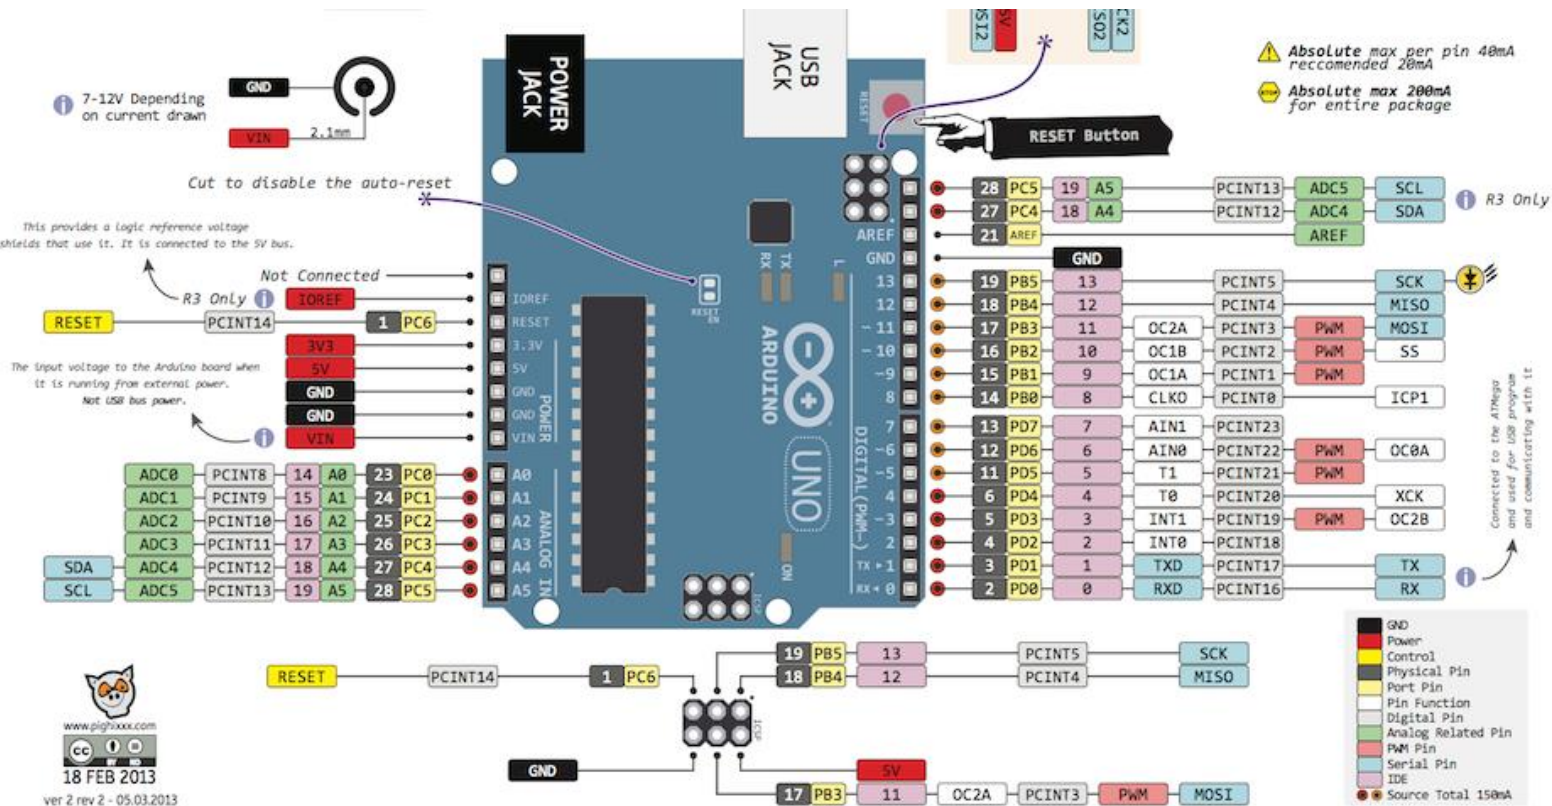 7-12V Depending
on current drawn
GND
VIN
2.1mm
POWER
JACK
USB
JACK
5V
SO2
CK2
RESET
RESET Button
Absolute max per pin 40mA
reccomended 20mA
STOP
Absolute max 200mA
for entire package
Cut to disable the auto-reset
This provides a logic reference voltage
shields that use it. It is connected to the 5V bus.
Not Connected
R3 Only
IOREF
RESET PCINT14 1 PC6
3V3
5V
GND
GND
VIN
The input voltage to the Arduino board when
it is running from external power.
Not USB bus power.
ADC0 PCINT8 14 A0 23 PC0
ADC1 PCINT9 15 A1 24 PC1
ADC2 PCINT10 16 A2 25 PC2
ADC3 PCINT11 17 A3 26 PC3
SDA ADC4 PCINT12 18 A4 27 PC4
SCL ADC5 PCINT13 19 A5 28 PC5
IOREF
RESET
3.3V
5V
GND
GND
VIN
POWER
A0
A1
A2
A3
A4
A5
ANALOG IN
RESET
EN
RX
TX
L
ARDUINO
UNO
ON
ICSP
AREF
GND
13
12
~11
~10
~9
8
7
~6
~5
4
~3
2
TX▸1
RX◂0
DIGITAL (PWM~)
28 PC5 19 A5 PCINT13 ADC5 SCL
27 PC4 18 A4 PCINT12 ADC4 SDA
R3 Only
21 AREF AREF
GND
19 PB5 13 PCINT5 SCK
18 PB4 12 PCINT4 MISO
17 PB3 11 OC2A PCINT3 PWM MOSI
16 PB2 10 OC1B PCINT2 PWM SS
15 PB1 9 OC1A PCINT1 PWM
14 PB0 8 CLKO PCINT0 ICP1
13 PD7 7 AIN1 PCINT23
12 PD6 6 AIN0 PCINT22 PWM OC0A
11 PD5 5 T1 PCINT21 PWM
6 PD4 4 T0 PCINT20 XCK
5 PD3 3 INT1 PCINT19 PWM OC2B
4 PD2 2 INT0 PCINT18
3 PD1 1 TXD PCINT17 TX
2 PD0 0 RXD PCINT16 RX
Connected to the ATMega
and used for USB program
and communicating with it
RESET PCINT14 1 PC6
19 PB5 13 PCINT5 SCK
18 PB4 12 PCINT4 MISO
ICSP
GND
5V
17 PB3 11 OC2A PCINT3 PWM MOSI
GND
Power
Control
Physical Pin
Port Pin
Pin Function
Digital Pin
Analog Related Pin
PWM Pin
Serial Pin
IDE
Source Total 150mA
www.pighixxx.com
cc BY ND
18 FEB 2013
ver 2 rev 2 - 05.03.2013